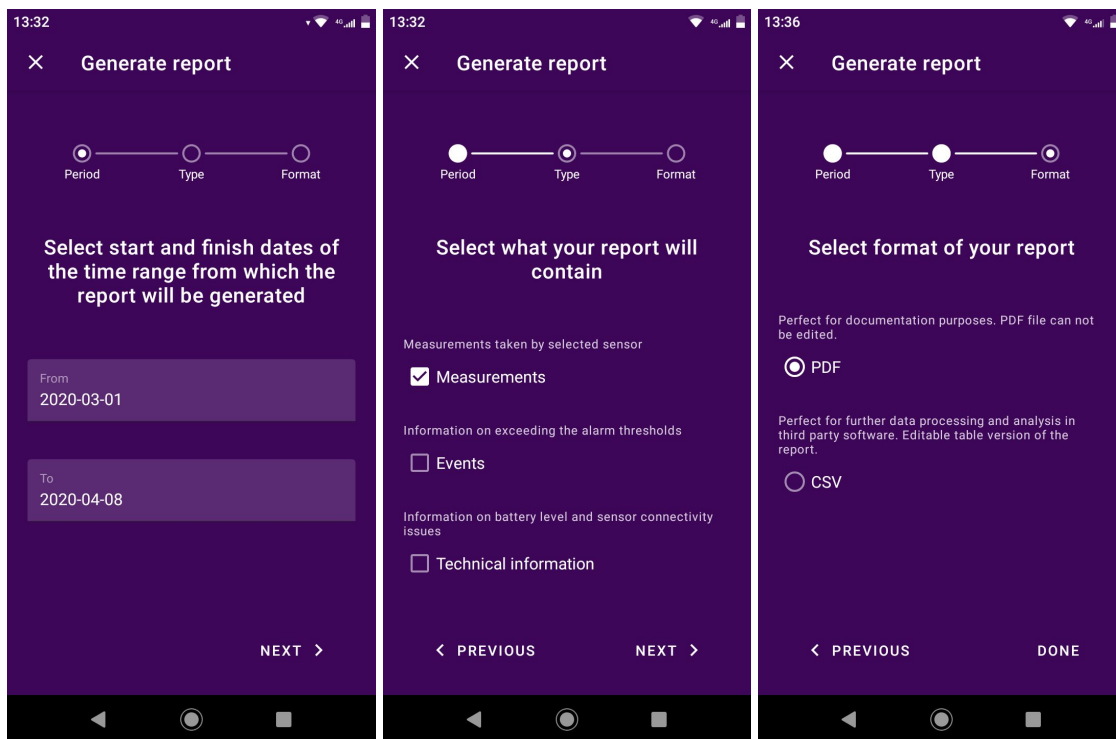 13:32
4G
Generate report
Period
Type
Format
Select start and finish dates of
the time range from which the
report will be generated
From
2020-03-01
To
2020-04-08
NEXT
13:32
4G
Generate report
Period
Type
Format
Select what your report will
contain
Measurements taken by selected sensor
Measurements
Information on exceeding the alarm thresholds
Events
Information on battery level and sensor connectivity
issues
Technical information
PREVIOUS
NEXT
13:36
4G
Generate report
Period
Type
Format
Select format of your report
Perfect for documentation purposes. PDF file can not
be edited.
PDF
Perfect for further data processing and analysis in
third party software. Editable table version of the
report.
CSV
PREVIOUS
DONE